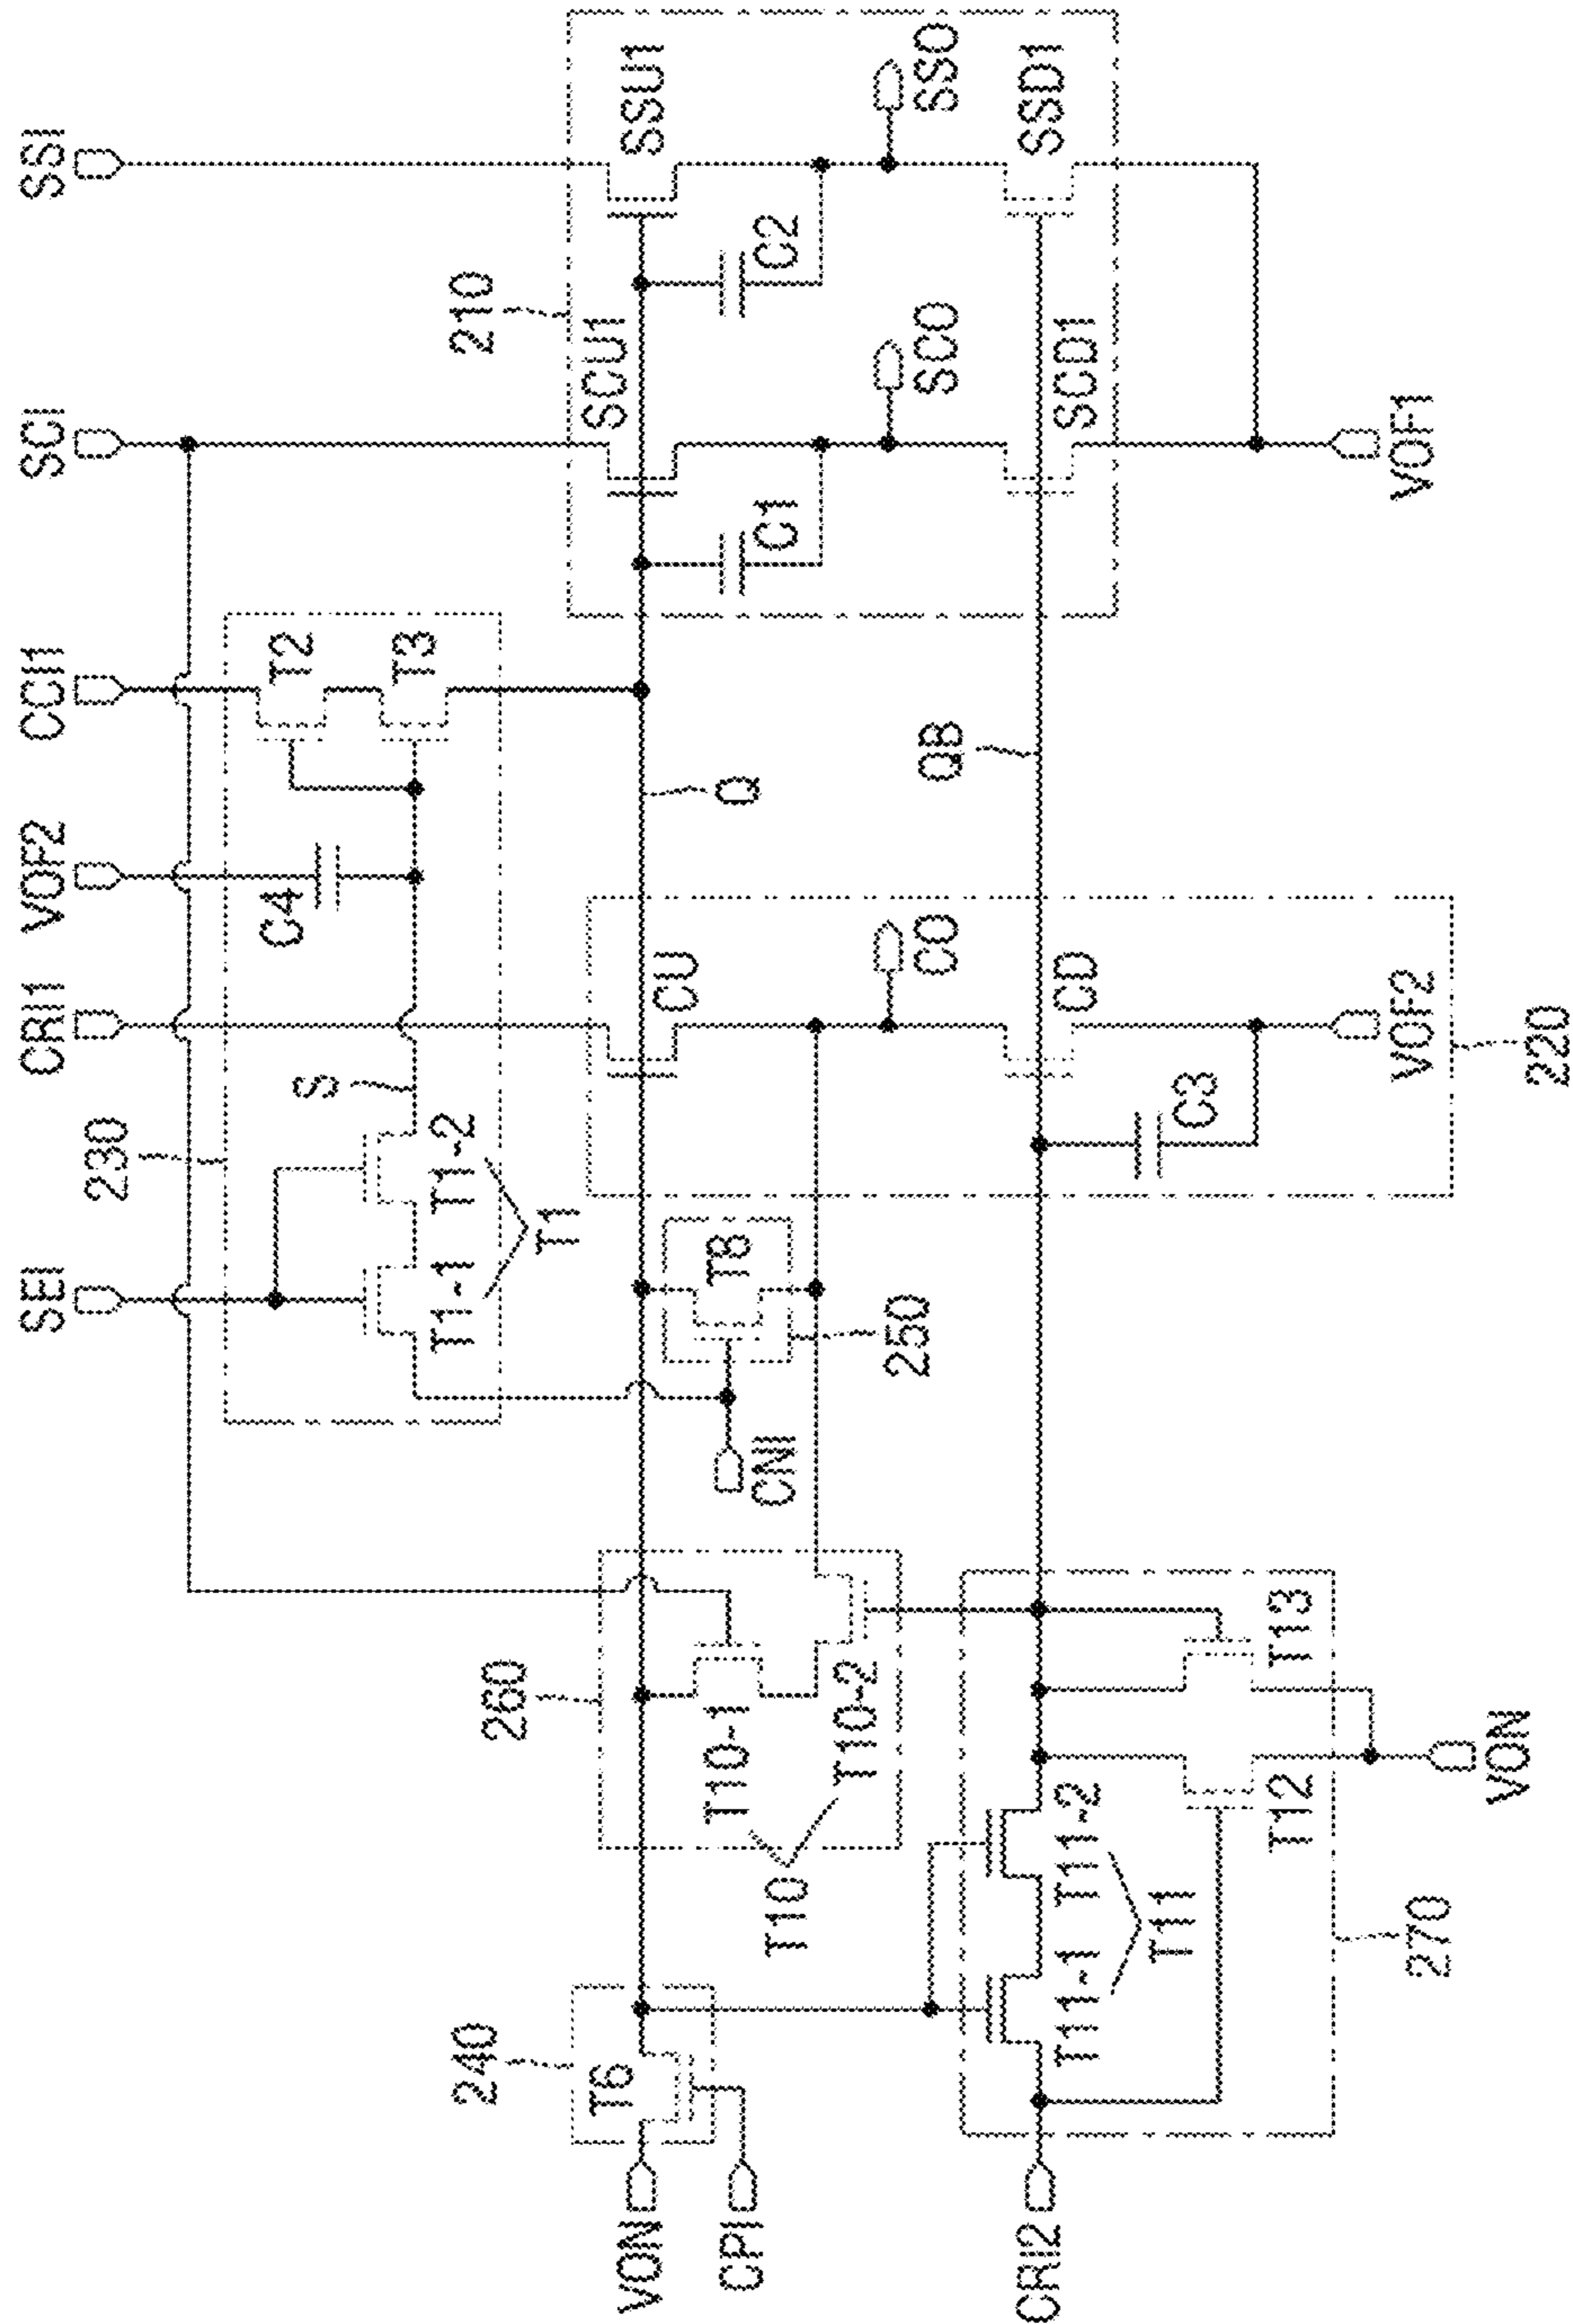 SEI
CRI1
VOF2
CCI1
SCI
SSI
230
S
C4
T2
T3
T1-1
T1-2
T1
210
SCU1
SSU1
240
T6
VON
CPI
260
T10-1
T10-2
T10
T8
250
CNI
CU
Q
C1
C2
CO
SCO
SSO
QB
CD
SCD1
SSD1
CRI2
T11-1
T11-2
T11
T12
T13
270
VON
C3
VOF2
220
VOF1